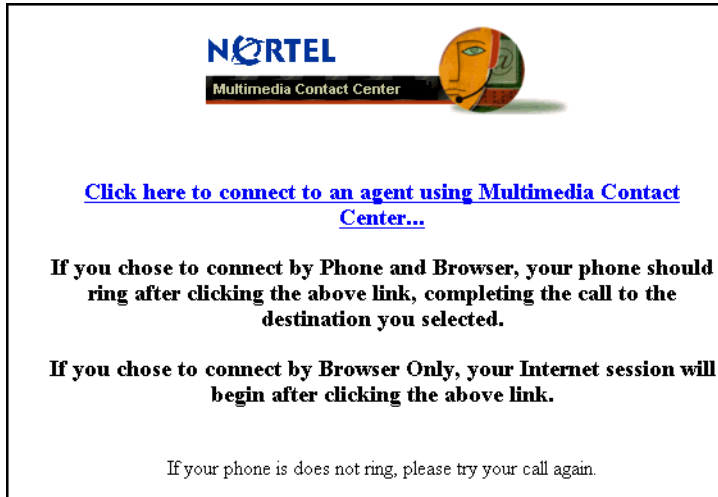 NORTEL
Multimedia Contact Center
@
Click here to connect to an agent using Multimedia Contact
Center...
If you chose to connect by Phone and Browser, your phone should
ring after clicking the above link, completing the call to the
destination you selected.
If you chose to connect by Browser Only, your Internet session will
begin after clicking the above link.
If your phone is does not ring, please try your call again.